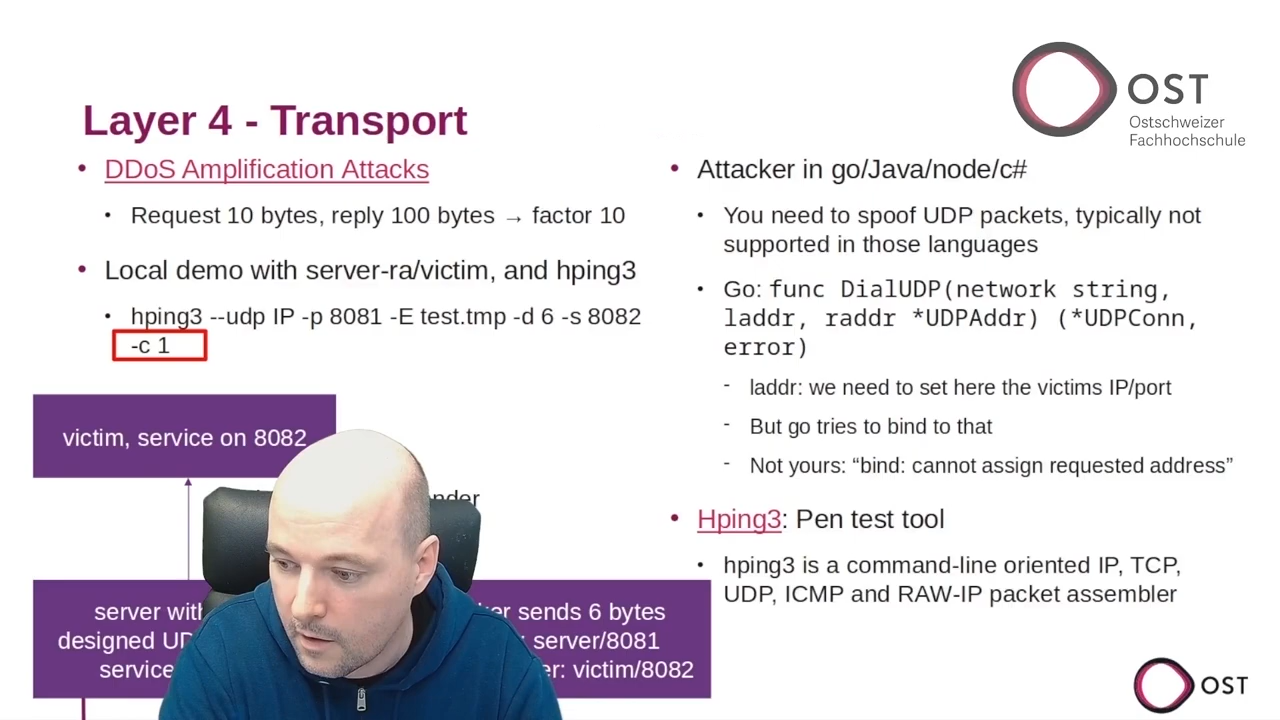 OST
Ostschweizer
Fachhochschule
Layer 4 - Transport
• DDoS Amplification Attacks
• Request 10 bytes, reply 100 bytes → factor 10
• Local demo with server-ra/victim, and hping3
• hping3 --udp IP -p 8081 -E test.tmp -d 6 -s 8082
-c 1
victim, service on 8082
server with
designed
service
sends 6 bytes
server/8081
victim/8082
• Attacker in go/Java/node/c#
• You need to spoof UDP packets, typically not
supported in those languages
• Go: func DialUDP(network string,
laddr, raddr *UDPAddr) (*UDPConn,
error)
- laddr: we need to set here the victims IP/port
- But go tries to bind to that
- Not yours: “bind: cannot assign requested address”
• Hping3: Pen test tool
• hping3 is a command-line oriented IP, TCP,
UDP, ICMP and RAW-IP packet assembler
OST